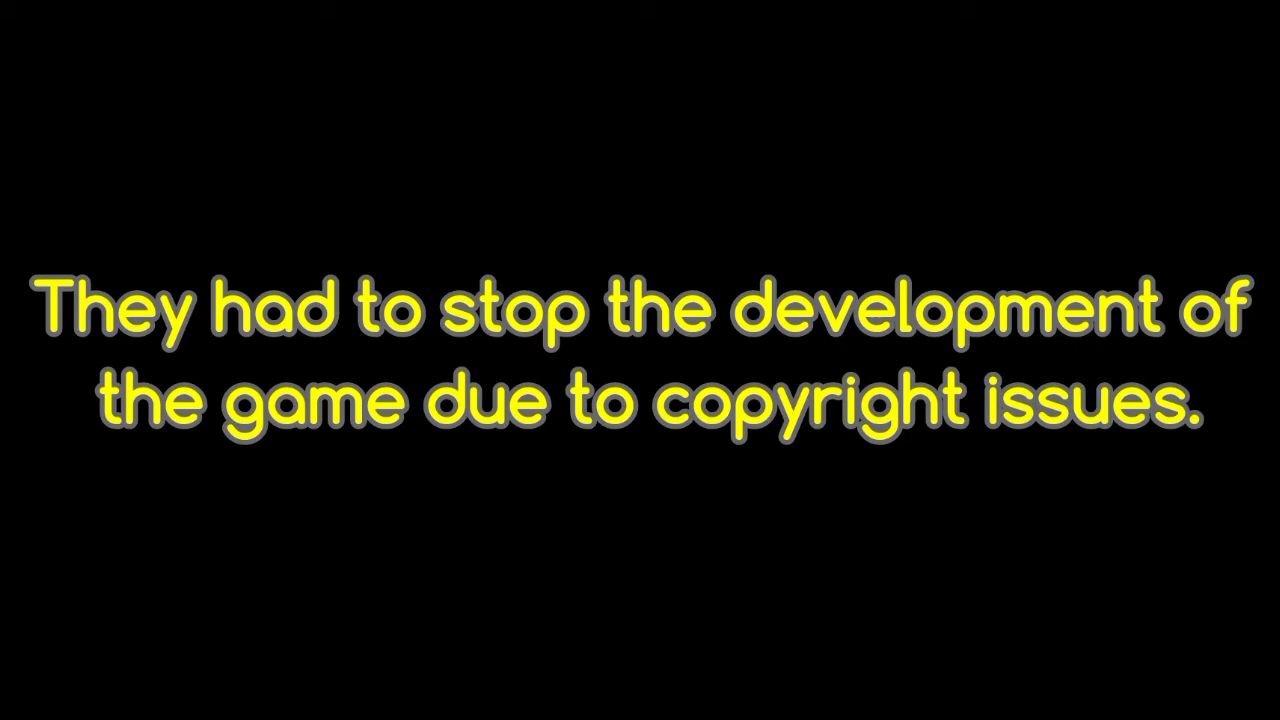 They had to stop the development of
the game due to copyright issues.